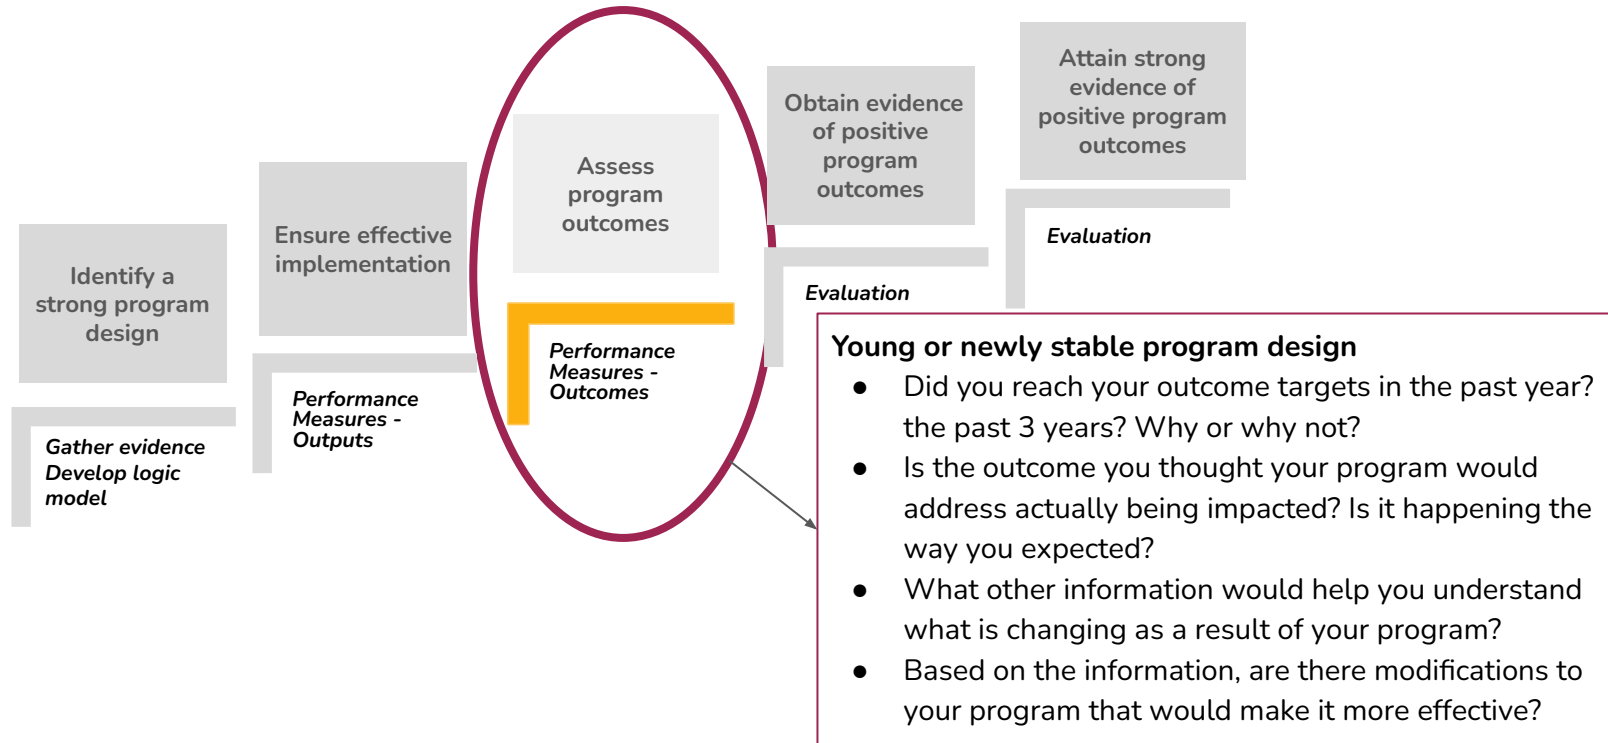 Identify a
strong program
design
Gather evidence
Develop logic
model
Ensure effective
implementation
Performance
Measures -
Outputs
Assess
program
outcomes
Performance
Measures -
Outcomes
Obtain evidence
of positive
program
outcomes
Evaluation
Attain strong
evidence of
positive program
outcomes
Evaluation
Young or newly stable program design
● Did you reach your outcome targets in the past year?
the past 3 years? Why or why not?
● Is the outcome you thought your program would
address actually being impacted? Is it happening the
way you expected?
● What other information would help you understand
what is changing as a result of your program?
● Based on the information, are there modifications to
your program that would make it more effective?